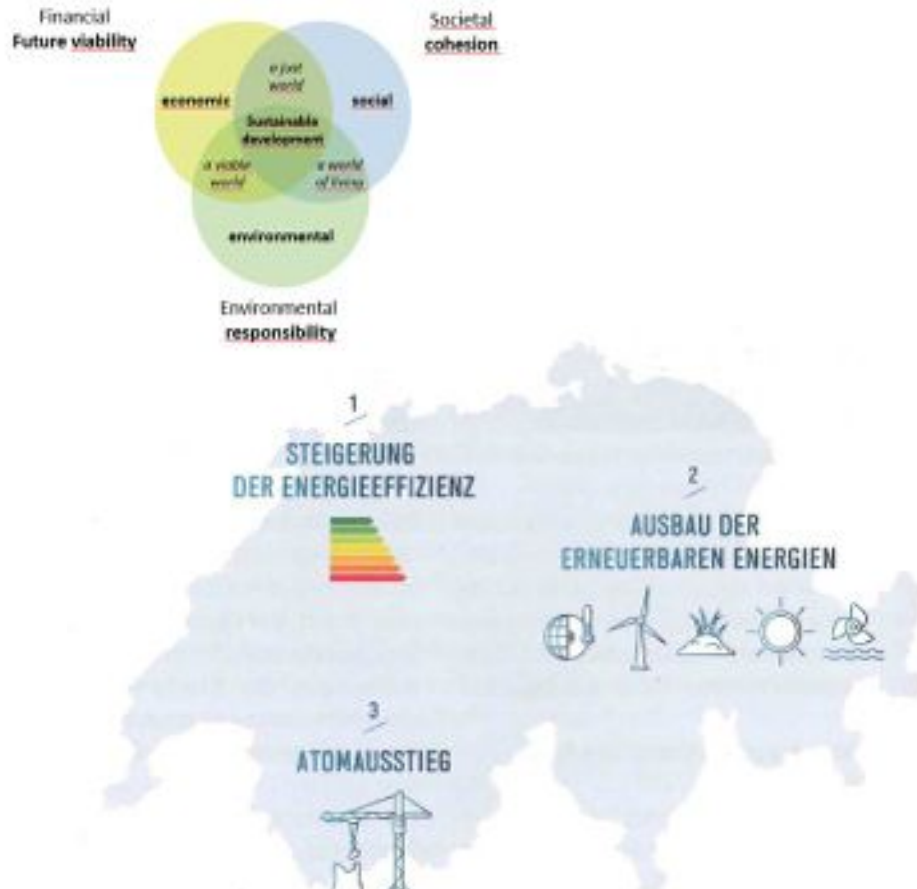 Financial
Future viability
Societal
cohesion
a just
world
economic
social
Sustainable
development
a viable
world
a world
of living
environmental
Environmental
responsibility
1
STEIGERUNG
DER ENERGIEEFFIZIENZ
2
AUSBAU DER
ERNEUERBAREN ENERGIEN
3
ATOMAUSSTIEG